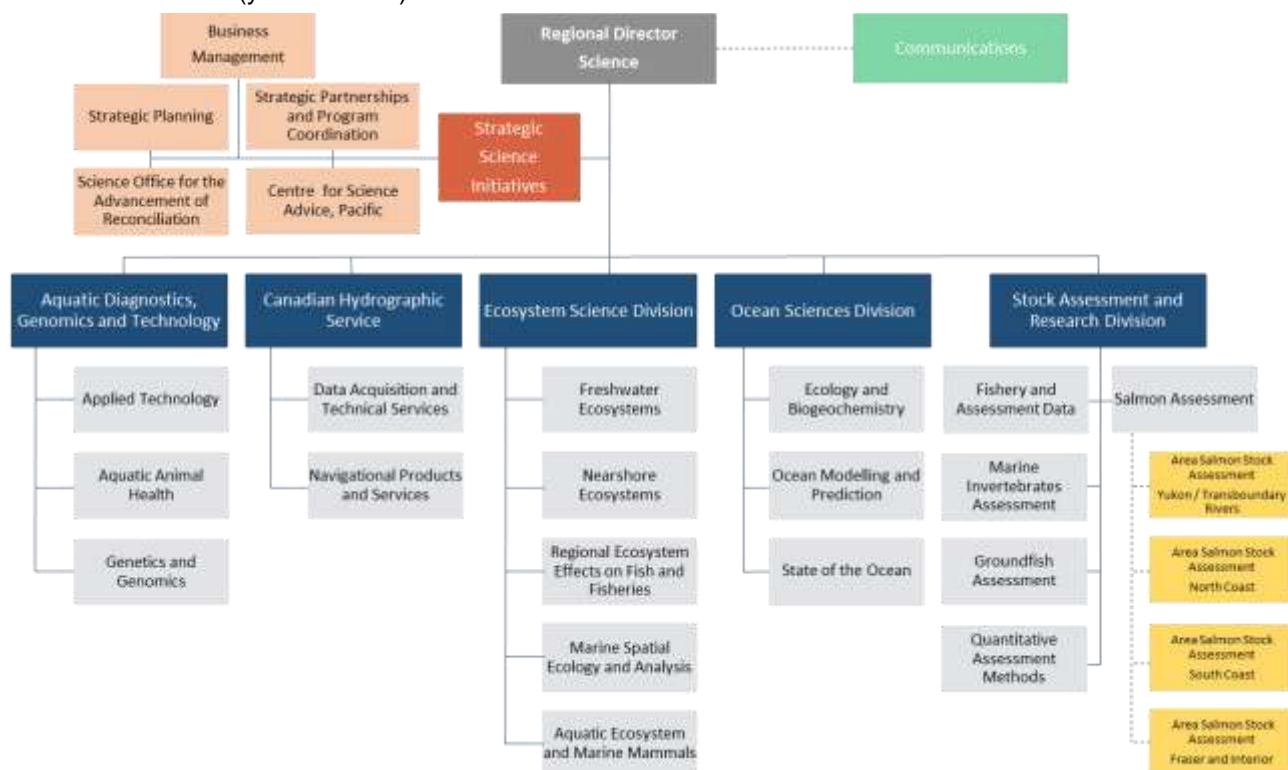 Business
Management
Regional Director
Science
Communications
Strategic Planning
Strategic Partnerships
and Program
Coordination
Strategic
Science
Initiatives
Science Office for the
Advancement of
Reconciliation
Centre for Science
Advice, Pacific
Aquatic Diagnostics,
Genomics and Technology
Canadian Hydrographic
Service
Ecosystem Science Division
Ocean Sciences Division
Stock Assessment and
Research Division
Applied Technology
Aquatic Animal
Health
Genetics and
Genomics
Data Acquisition and
Technical Services
Navigational Products
and Services
Freshwater
Ecosystems
Nearshore
Ecosystems
Regional Ecosystem
Effects on Fish and
Fisheries
Marine Spatial
Ecology and Analysis
Aquatic Ecosystem
and Marine Mammals
Ecology and
Biogeochemistry
Ocean Modelling and
Prediction
State of the Ocean
Fishery and
Assessment Data
Marine
Invertebrates
Assessment
Groundfish
Assessment
Quantitative
Assessment
Methods
Salmon Assessment
Area Salmon Stock
Assessment
Yukon / Transboundary
Rivers
Area Salmon Stock
Assessment
North Coast
Area Salmon Stock
Assessment
South Coast
Area Salmon Stock
Assessment
Fraser and Interior